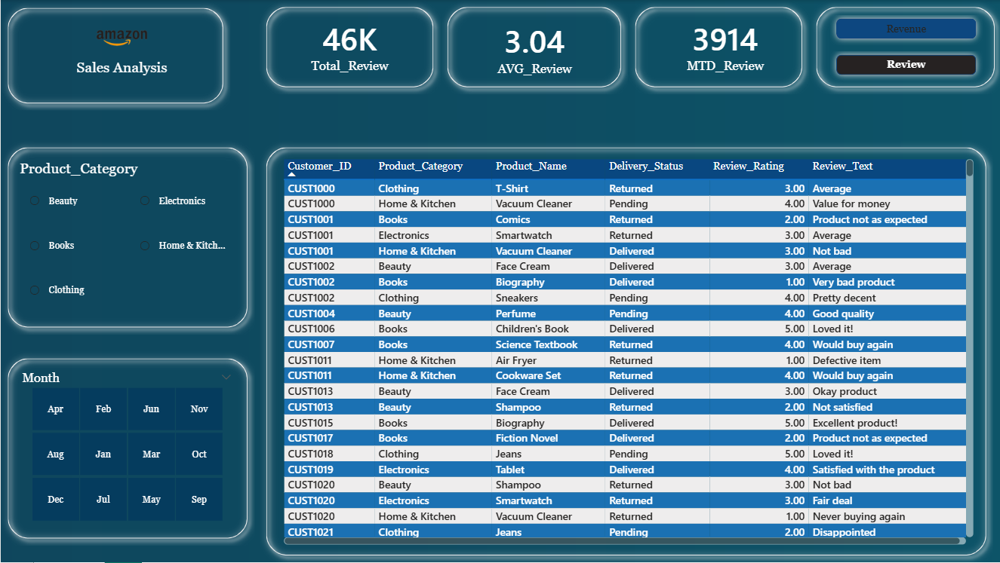 amazon
Sales Analysis
46K
Total_Review
3.04
AVG_Review
3914
MTD_Review
Revenue
Review
Product_Category
Beauty
Electronics
Books
Home & Kitch...
Clothing
Month
Apr Feb Jun Nov
Aug Jan Mar Oct
Dec Jul May Sep
Customer_ID Product_Category Product_Name Delivery_Status Review_Rating Review_Text
CUST1000 Clothing T-Shirt Returned 3.00 Average
CUST1000 Home & Kitchen Vacuum Cleaner Pending 4.00 Value for money
CUST1001 Books Comics Returned 2.00 Product not as expected
CUST1001 Electronics Smartwatch Returned 3.00 Average
CUST1001 Home & Kitchen Vacuum Cleaner Delivered 3.00 Not bad
CUST1002 Beauty Face Cream Delivered 3.00 Average
CUST1002 Books Biography Delivered 1.00 Very bad product
CUST1002 Clothing Sneakers Pending 4.00 Pretty decent
CUST1004 Beauty Perfume Pending 4.00 Good quality
CUST1006 Books Children's Book Delivered 5.00 Loved it!
CUST1007 Books Science Textbook Returned 4.00 Would buy again
CUST1011 Home & Kitchen Air Fryer Returned 1.00 Defective item
CUST1011 Home & Kitchen Cookware Set Returned 4.00 Would buy again
CUST1013 Beauty Face Cream Delivered 3.00 Okay product
CUST1013 Beauty Shampoo Returned 2.00 Not satisfied
CUST1015 Books Biography Delivered 5.00 Excellent product!
CUST1017 Books Fiction Novel Delivered 2.00 Product not as expected
CUST1018 Clothing Jeans Pending 5.00 Loved it!
CUST1019 Electronics Tablet Delivered 4.00 Satisfied with the product
CUST1020 Beauty Shampoo Returned 3.00 Not bad
CUST1020 Electronics Smartwatch Returned 3.00 Fair deal
CUST1020 Home & Kitchen Vacuum Cleaner Returned 1.00 Never buying again
CUST1021 Clothing Jeans Pending 2.00 Disappointed